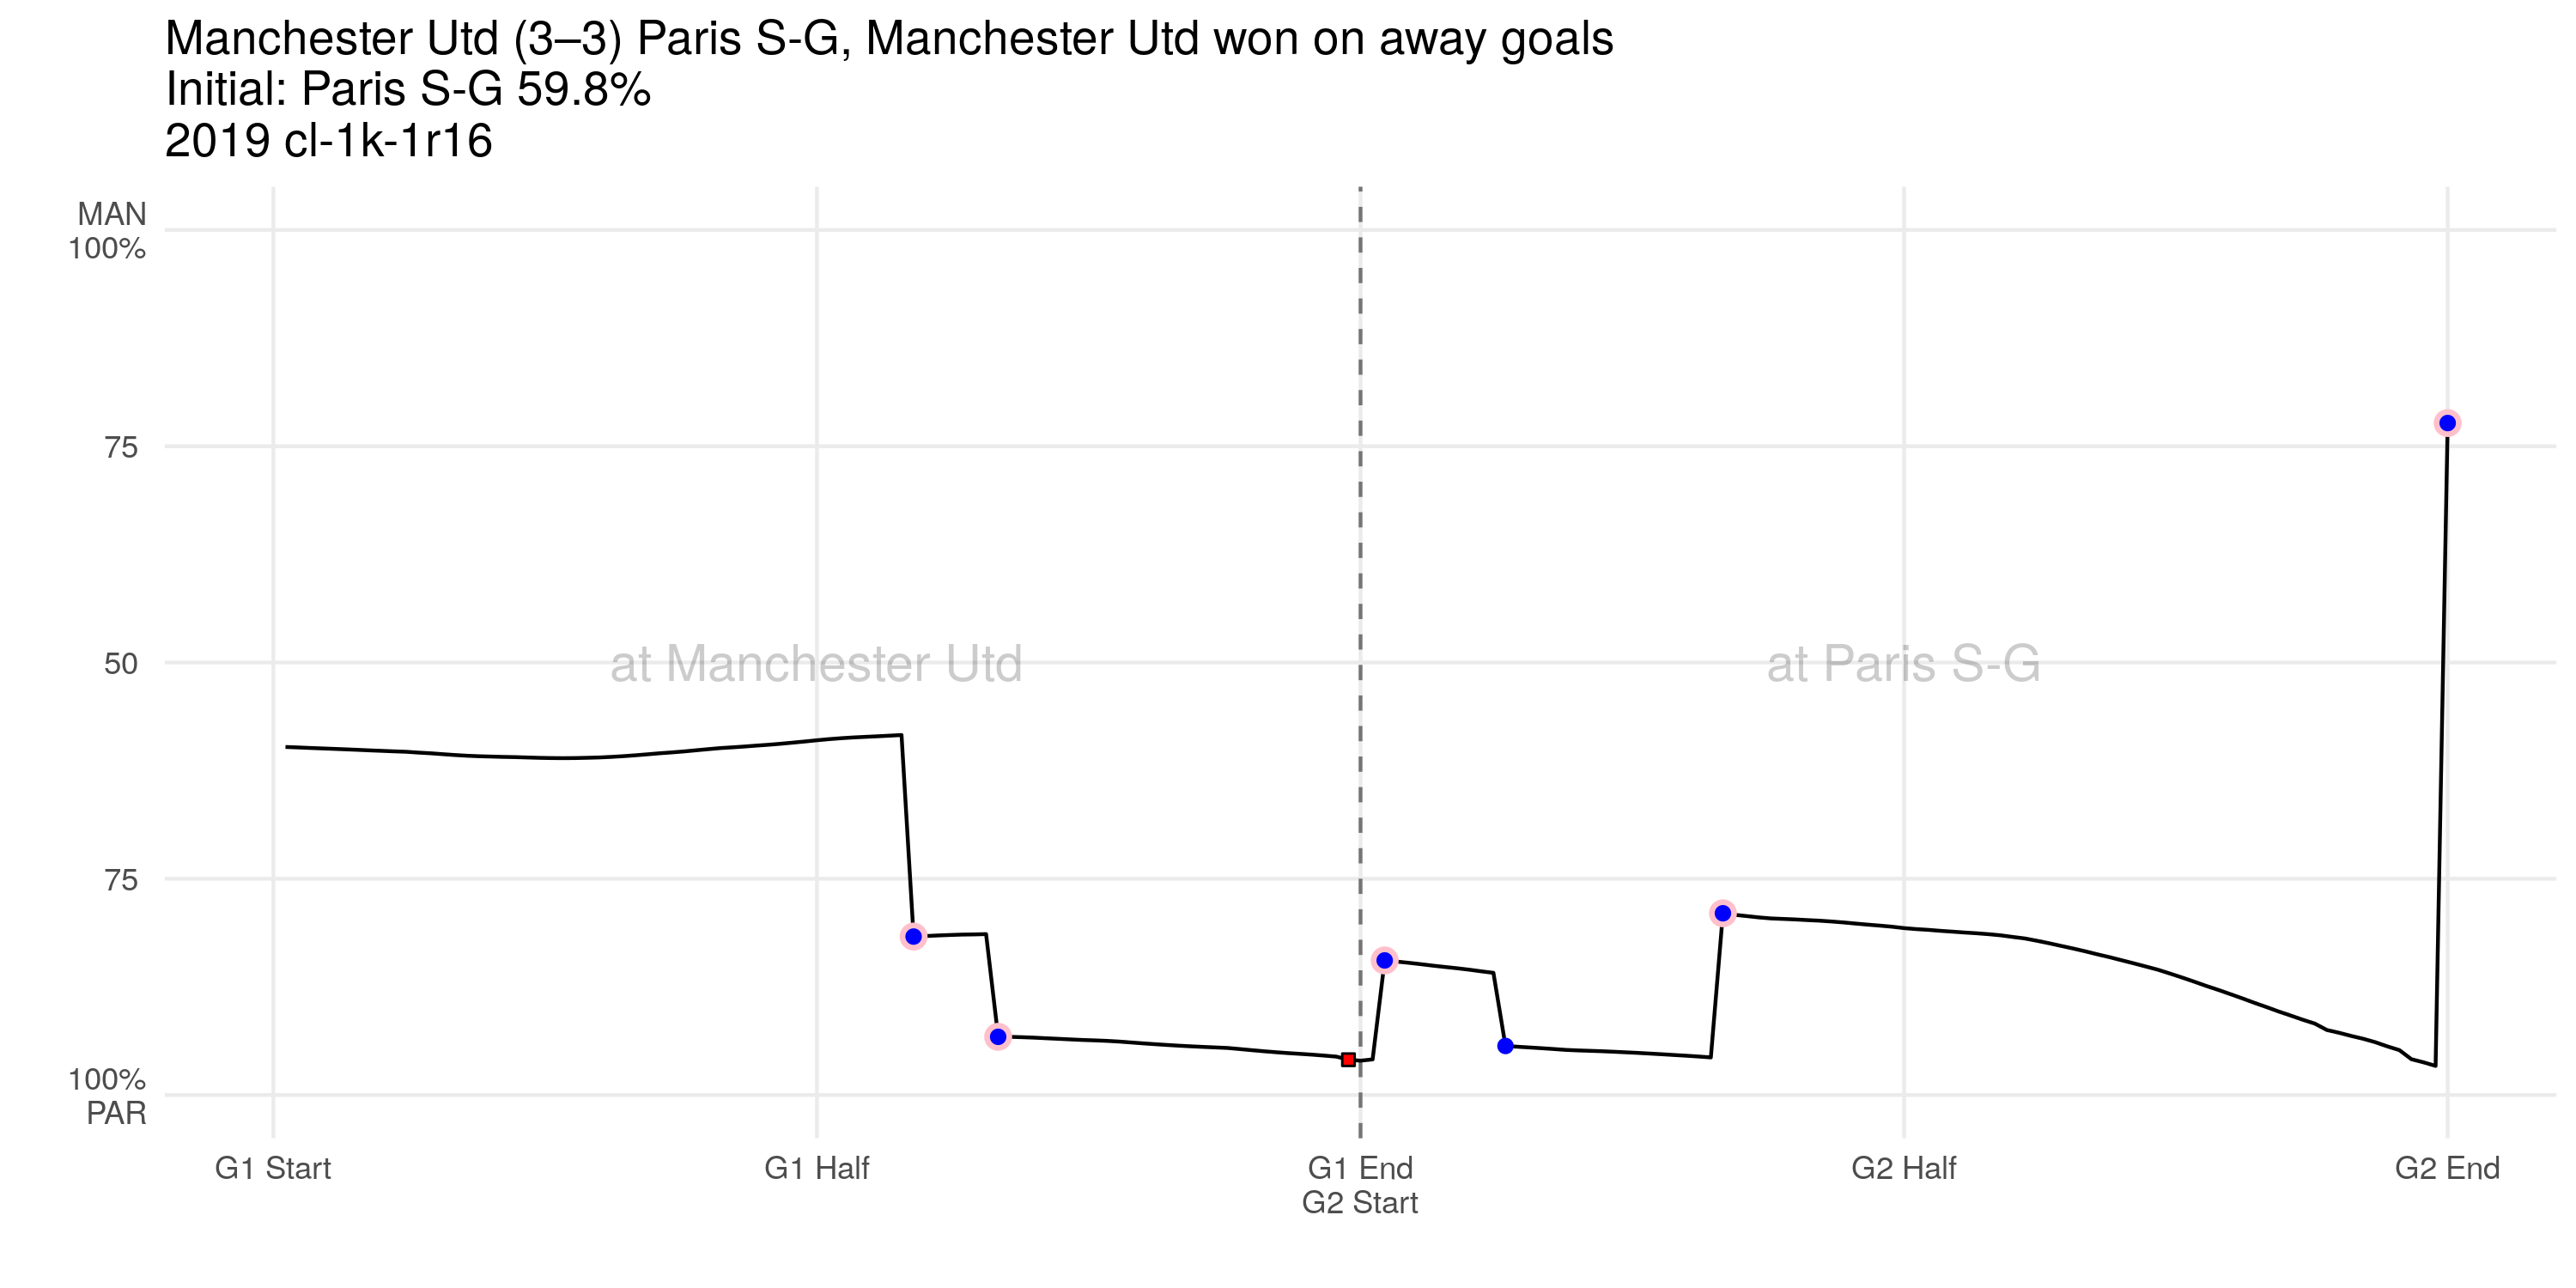 Manchester Utd (3–3) Paris S-G, Manchester Utd won on away goals
Initial: Paris S-G 59.8%
2019 cl-1k-1r16
MAN
100%
75
50
75
100%
PAR
at Manchester Utd
at Paris S-G
G1 Start
G1 Half
G1 End
G2 Start
G2 Half
G2 End